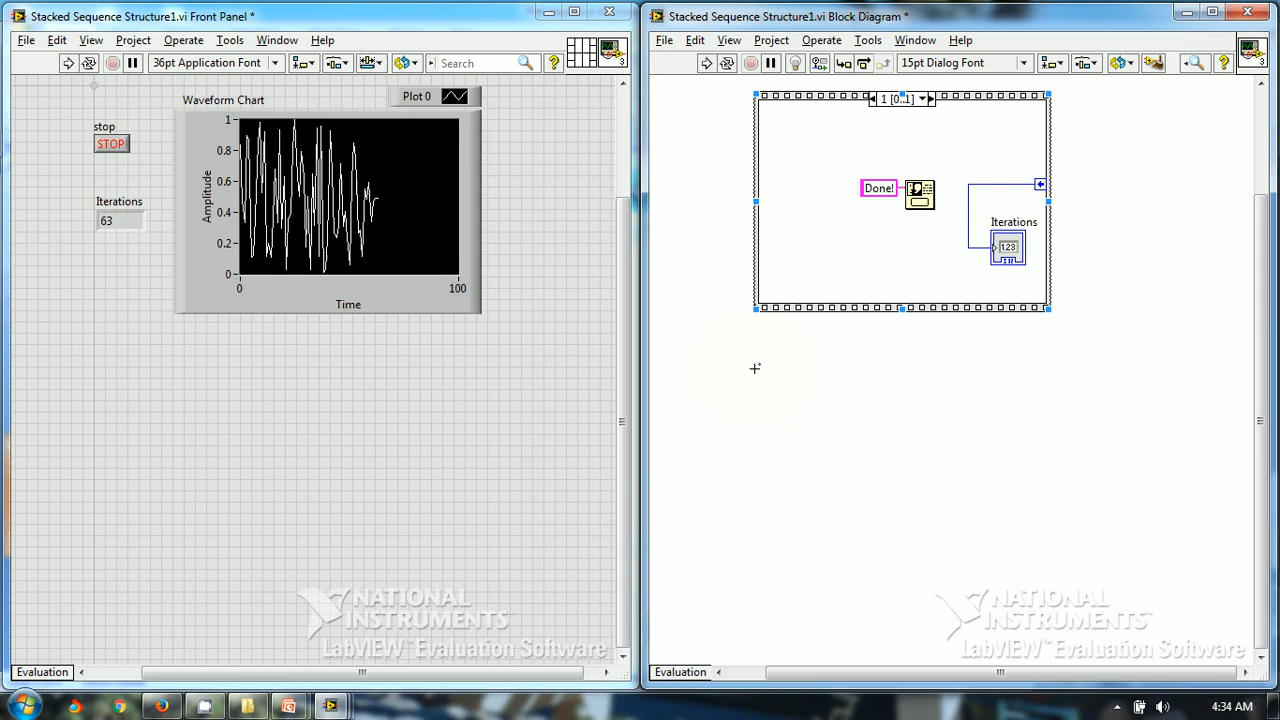 Stacked Sequence Structure1.vi Front Panel *
File Edit View Project Operate Tools Window Help
36pt Application Font
Search
?
3
Waveform Chart
Plot 0
stop
STOP
Iterations
63
Amplitude
1
0.8
0.6
0.4
0.2
0
0
100
Time
NATIONAL
INSTRUMENTS
LabVIEW™ Evaluation Software
Evaluation
Stacked Sequence Structure1.vi Block Diagram *
File Edit View Project Operate Tools Window Help
15pt Dialog Font
?
3
1 [0..1]
Done!
Iterations
123
NATIONAL
INSTRUMENTS
LabVIEW™ Evaluation Software
Evaluation
4:34 AM